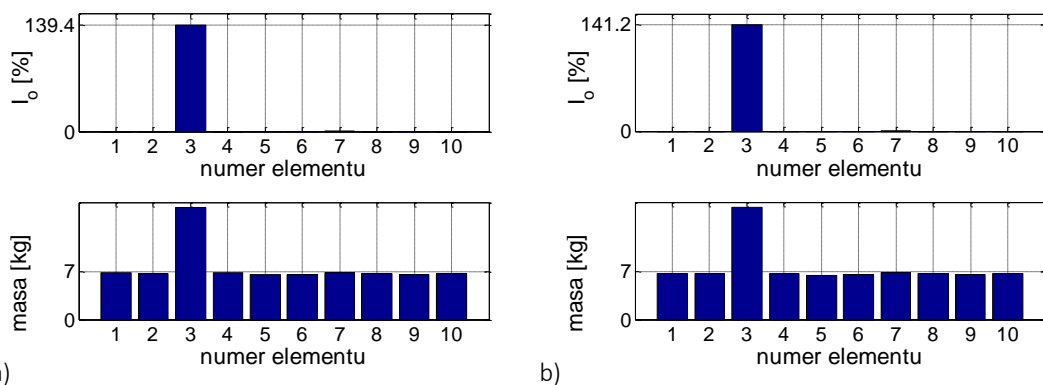 139.4
I_o [%]
0
1 2 3 4 5 6 7 8 9 10
numer elementu
masa [kg]
7
0
1 2 3 4 5 6 7 8 9 10
numer elementu
141.2
I_o [%]
0
1 2 3 4 5 6 7 8 9 10
numer elementu
masa [kg]
7
0
1 2 3 4 5 6 7 8 9 10
numer elementu
b)